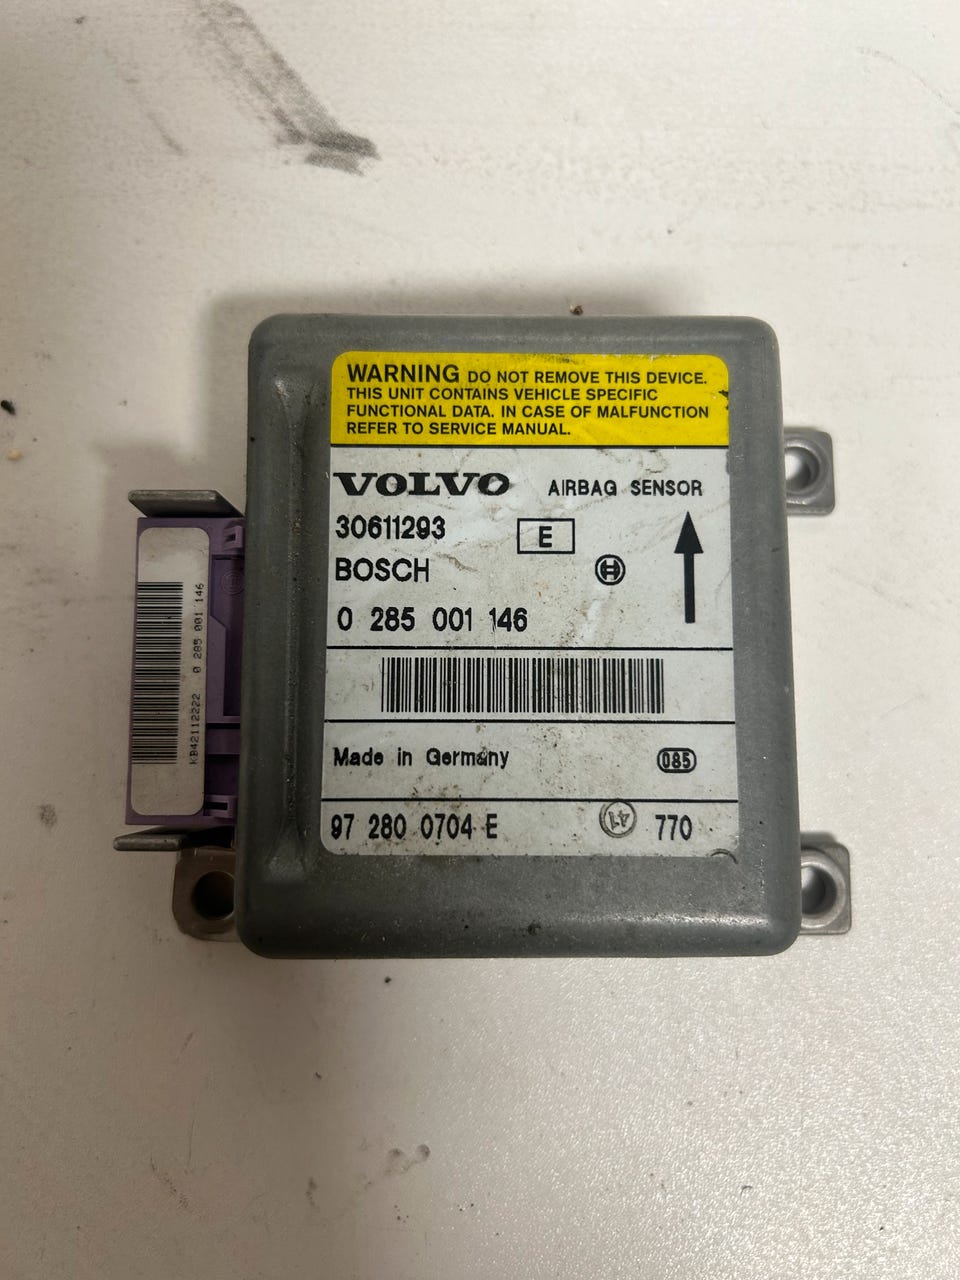 WARNING DO NOT REMOVE THIS DEVICE.
THIS UNIT CONTAINS VEHICLE SPECIFIC
FUNCTIONAL DATA. IN CASE OF MALFUNCTION
REFER TO SERVICE MANUAL.
VOLVO AIRBAG SENSOR
30611293 E
BOSCH
0 285 001 146
Made in Germany 085
97 280 0704 E 41 770
KB42112222 0 285 001 146